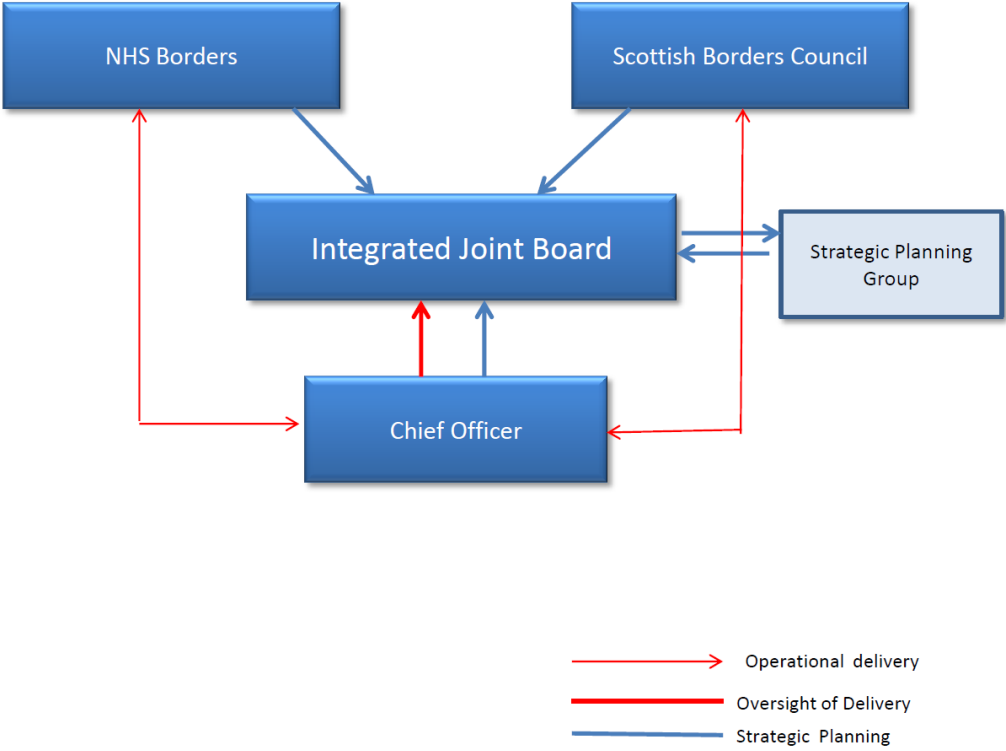 NHS Borders
Scottish Borders Council
Integrated Joint Board
Strategic Planning
Group
Chief Officer
Operational delivery
Oversight of Delivery
Strategic Planning